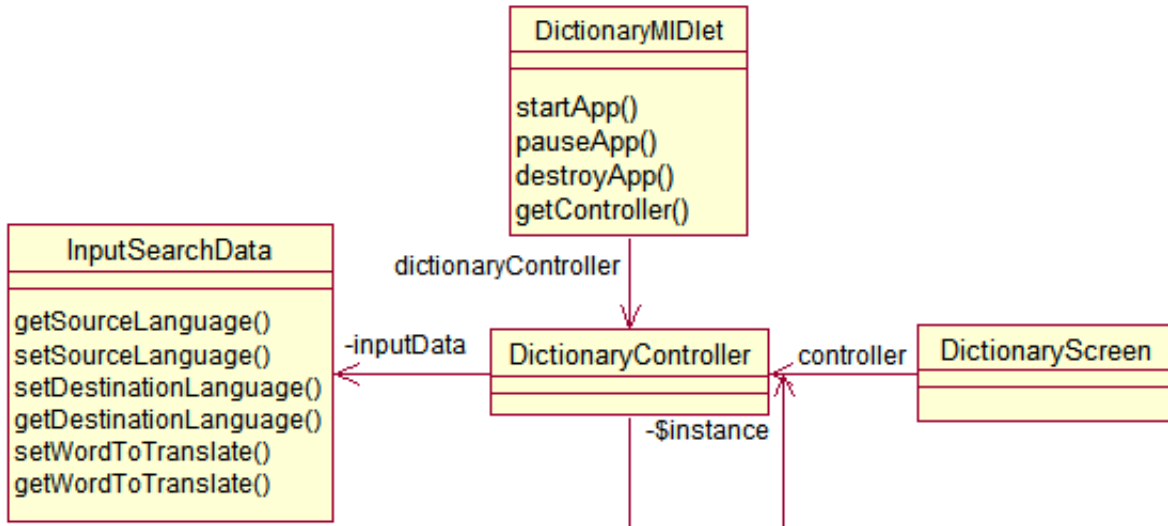 DictionaryMIDlet
startApp()
pauseApp()
destroyApp()
getController()
InputSearchData
getSourceLanguage()
setSourceLanguage()
setDestinationLanguage()
getDestinationLanguage()
setWordToTranslate()
getWordToTranslate()
dictionaryController
-inputData
DictionaryController
-$instance
controller
DictionaryScreen